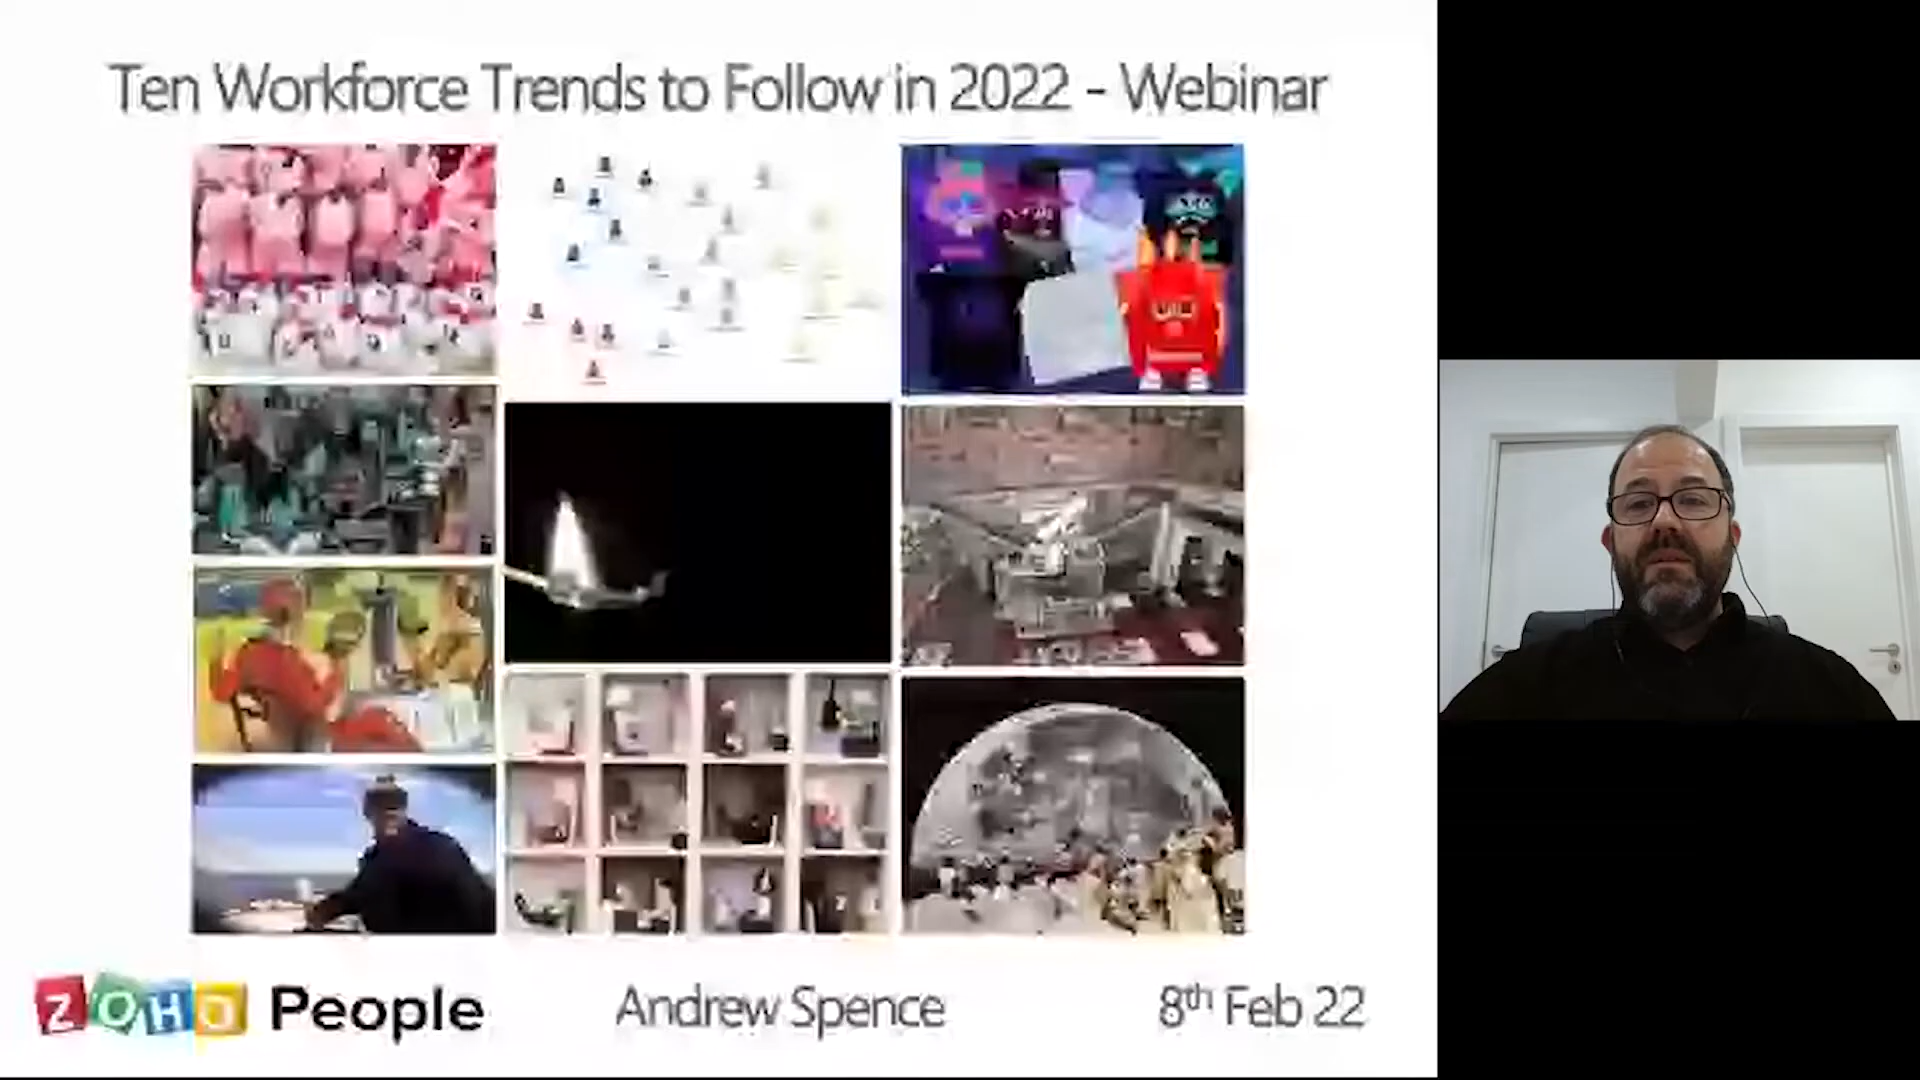 Ten Workforce Trends to Follow in 2022 - Webinar
ZOHO People
Andrew Spence
8th Feb 22